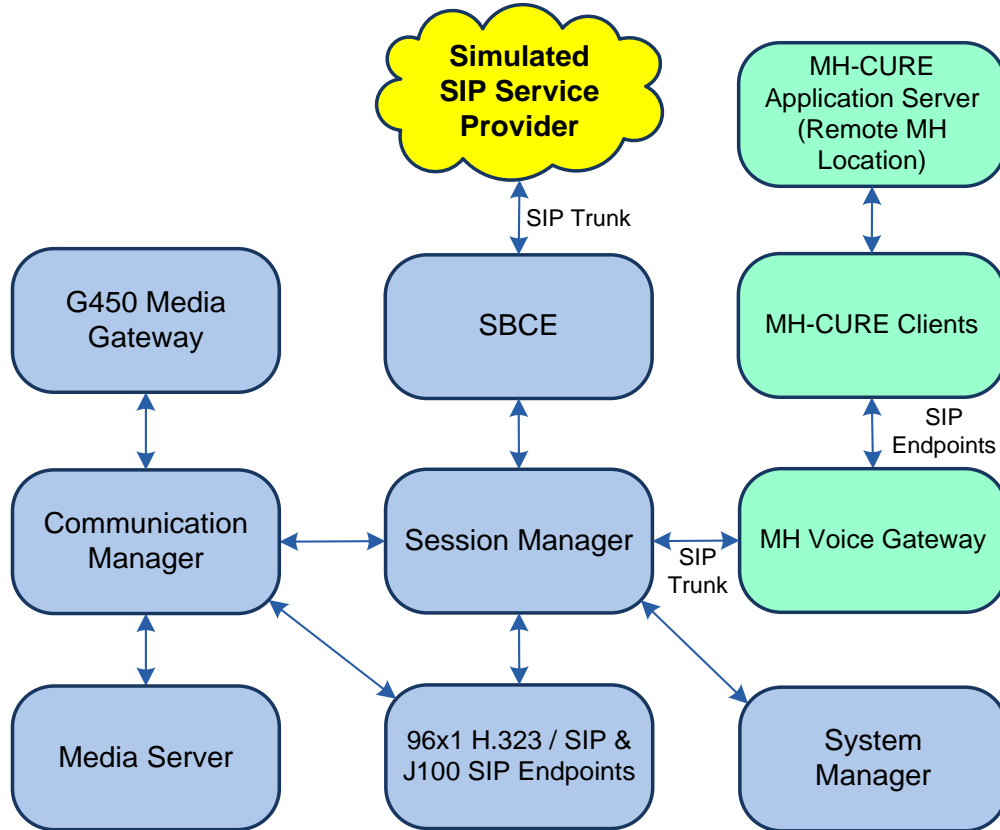 Simulated
SIP Service
Provider
MH-CURE
Application Server
(Remote MH
Location)
SIP Trunk
G450 Media
Gateway
SBCE
MH-CURE Clients
SIP
Endpoints
Communication
Manager
Session Manager
SIP
Trunk
MH Voice Gateway
Media Server
96x1 H.323 / SIP &
J100 SIP Endpoints
System
Manager